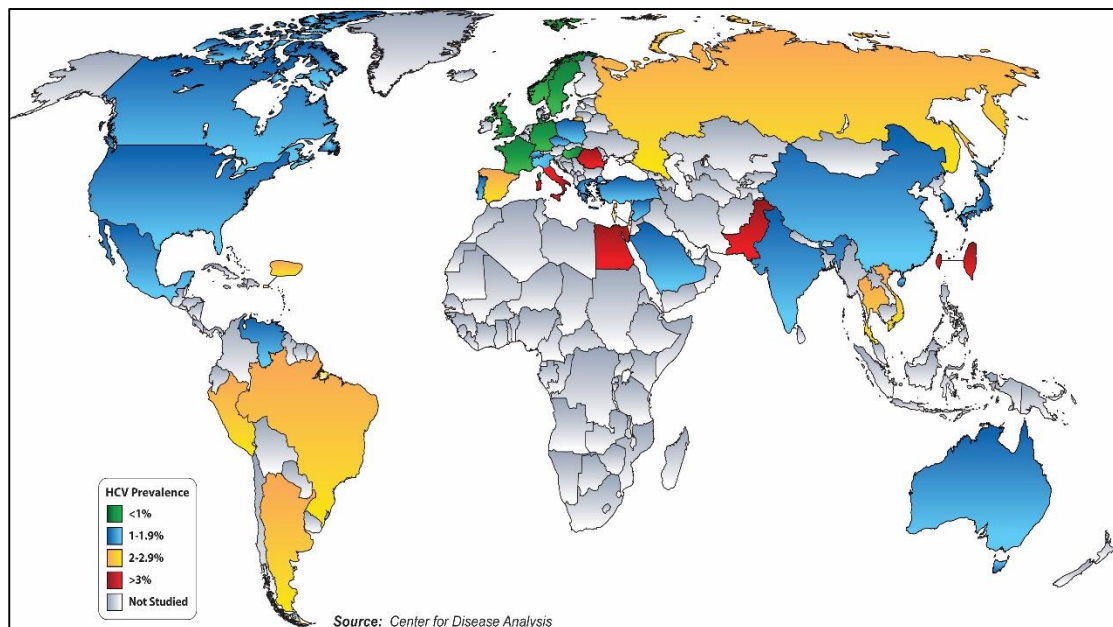 HCV Prevalence
<1%
1-1.9%
2-2.9%
>3%
Not Studied
Source: Center for Disease Analysis